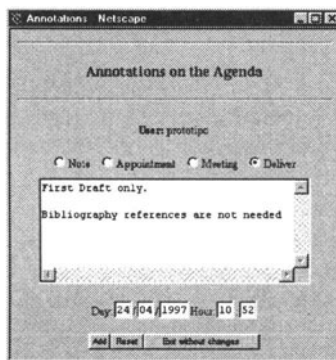 Annotations Netscape
Annotations on the Agenda
User: prototipo
Note Appointment Meeting Deliver
First Draft only.
Bibliography references are not needed
Day: 24 / 04 / 1997 Hour: 10 52
Add Reset Exit without changes